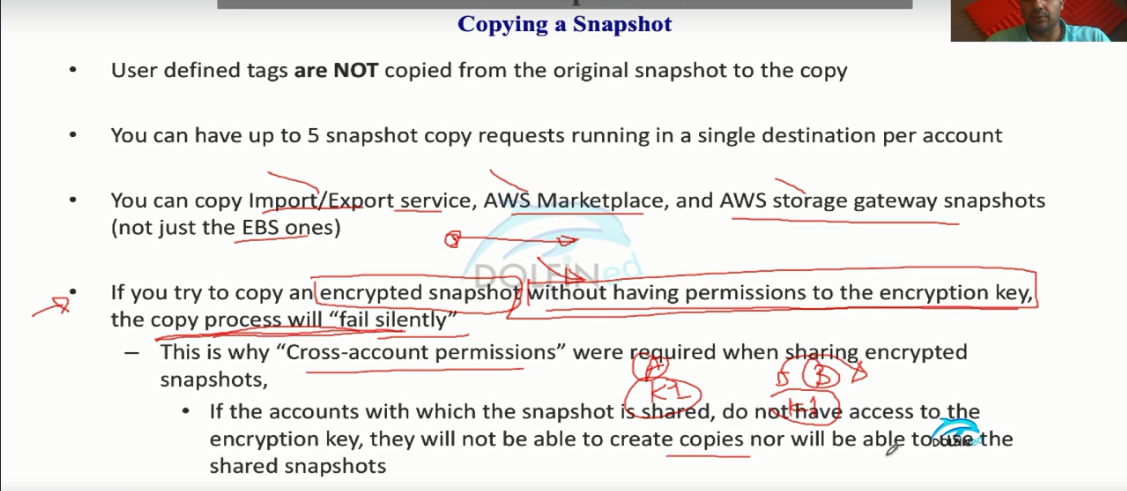 Copying a Snapshot
• User defined tags are NOT copied from the original snapshot to the copy
• You can have up to 5 snapshot copy requests running in a single destination per account
• You can copy Import/Export service, AWS Marketplace, and AWS storage gateway snapshots
(not just the EBS ones)
DOLFINed
• If you try to copy an encrypted snapshot without having permissions to the encryption key,
the copy process will “fail silently”
– This is why “Cross-account permissions” were required when sharing encrypted
snapshots,
A
B
K1
K1
• If the accounts with which the snapshot is shared, do not have access to the
encryption key, they will not be able to create copies nor will be able to use the
shared snapshots